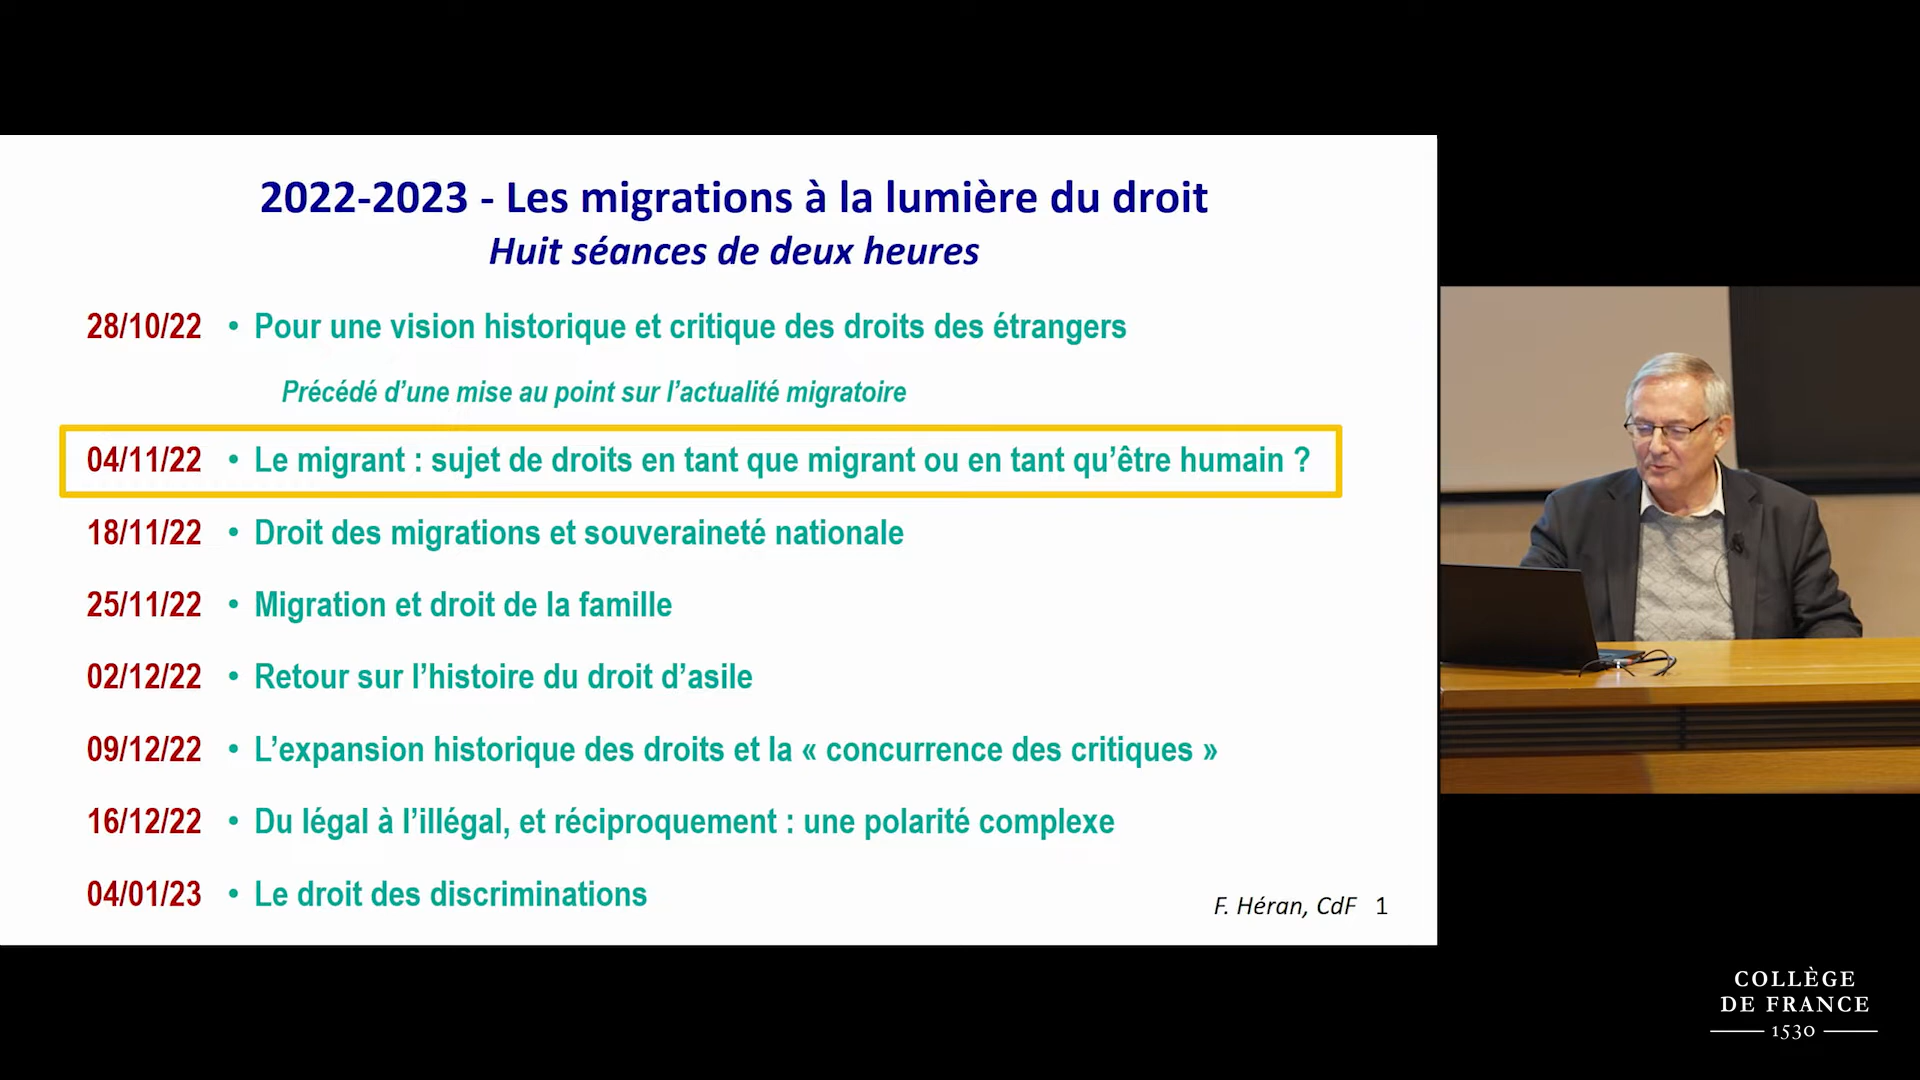 2022-2023 - Les migrations à la lumière du droit
Huit séances de deux heures
28/10/22 • Pour une vision historique et critique des droits des étrangers
Précédé d’une mise au point sur l’actualité migratoire
04/11/22 • Le migrant : sujet de droits en tant que migrant ou en tant qu’être humain ?
18/11/22 • Droit des migrations et souveraineté nationale
25/11/22 • Migration et droit de la famille
02/12/22 • Retour sur l’histoire du droit d’asile
09/12/22 • L’expansion historique des droits et la « concurrence des critiques »
16/12/22 • Du légal à l’illégal, et réciproquement : une polarité complexe
04/01/23 • Le droit des discriminations
F. Héran, CdF 1
COLLÈGE
DE FRANCE
1530